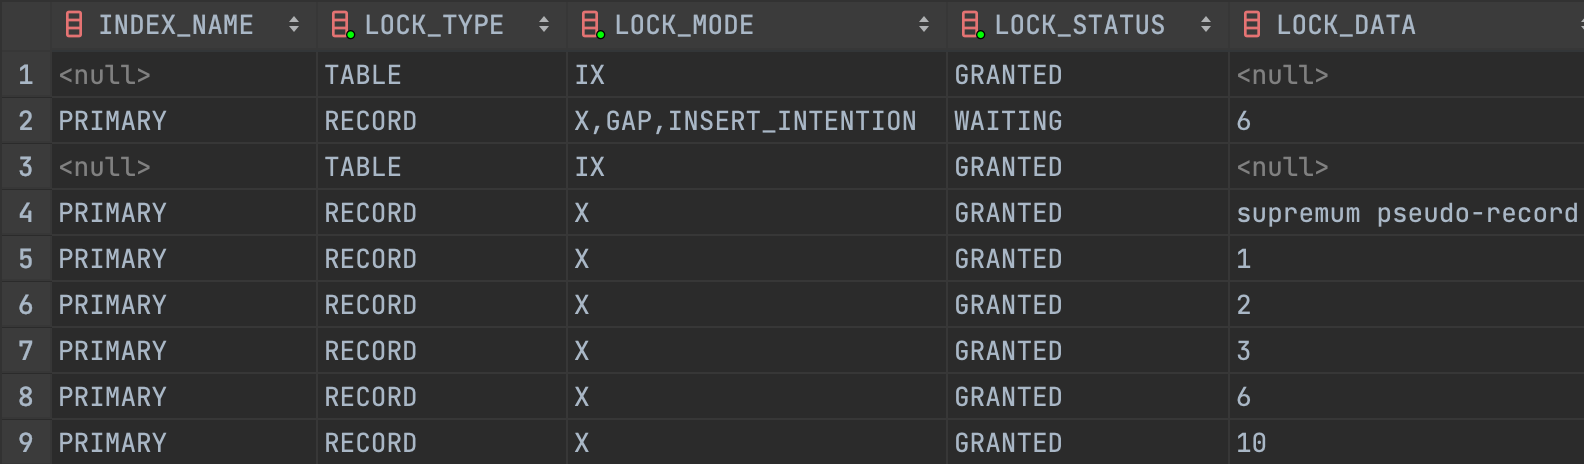 INDEX_NAME LOCK_TYPE LOCK_MODE LOCK_STATUS LOCK_DATA
1 <null> TABLE IX GRANTED <null>
2 PRIMARY RECORD X,GAP,INSERT_INTENTION WAITING 6
3 <null> TABLE IX GRANTED <null>
4 PRIMARY RECORD X GRANTED supremum pseudo-record
5 PRIMARY RECORD X GRANTED 1
6 PRIMARY RECORD X GRANTED 2
7 PRIMARY RECORD X GRANTED 3
8 PRIMARY RECORD X GRANTED 6
9 PRIMARY RECORD X GRANTED 10